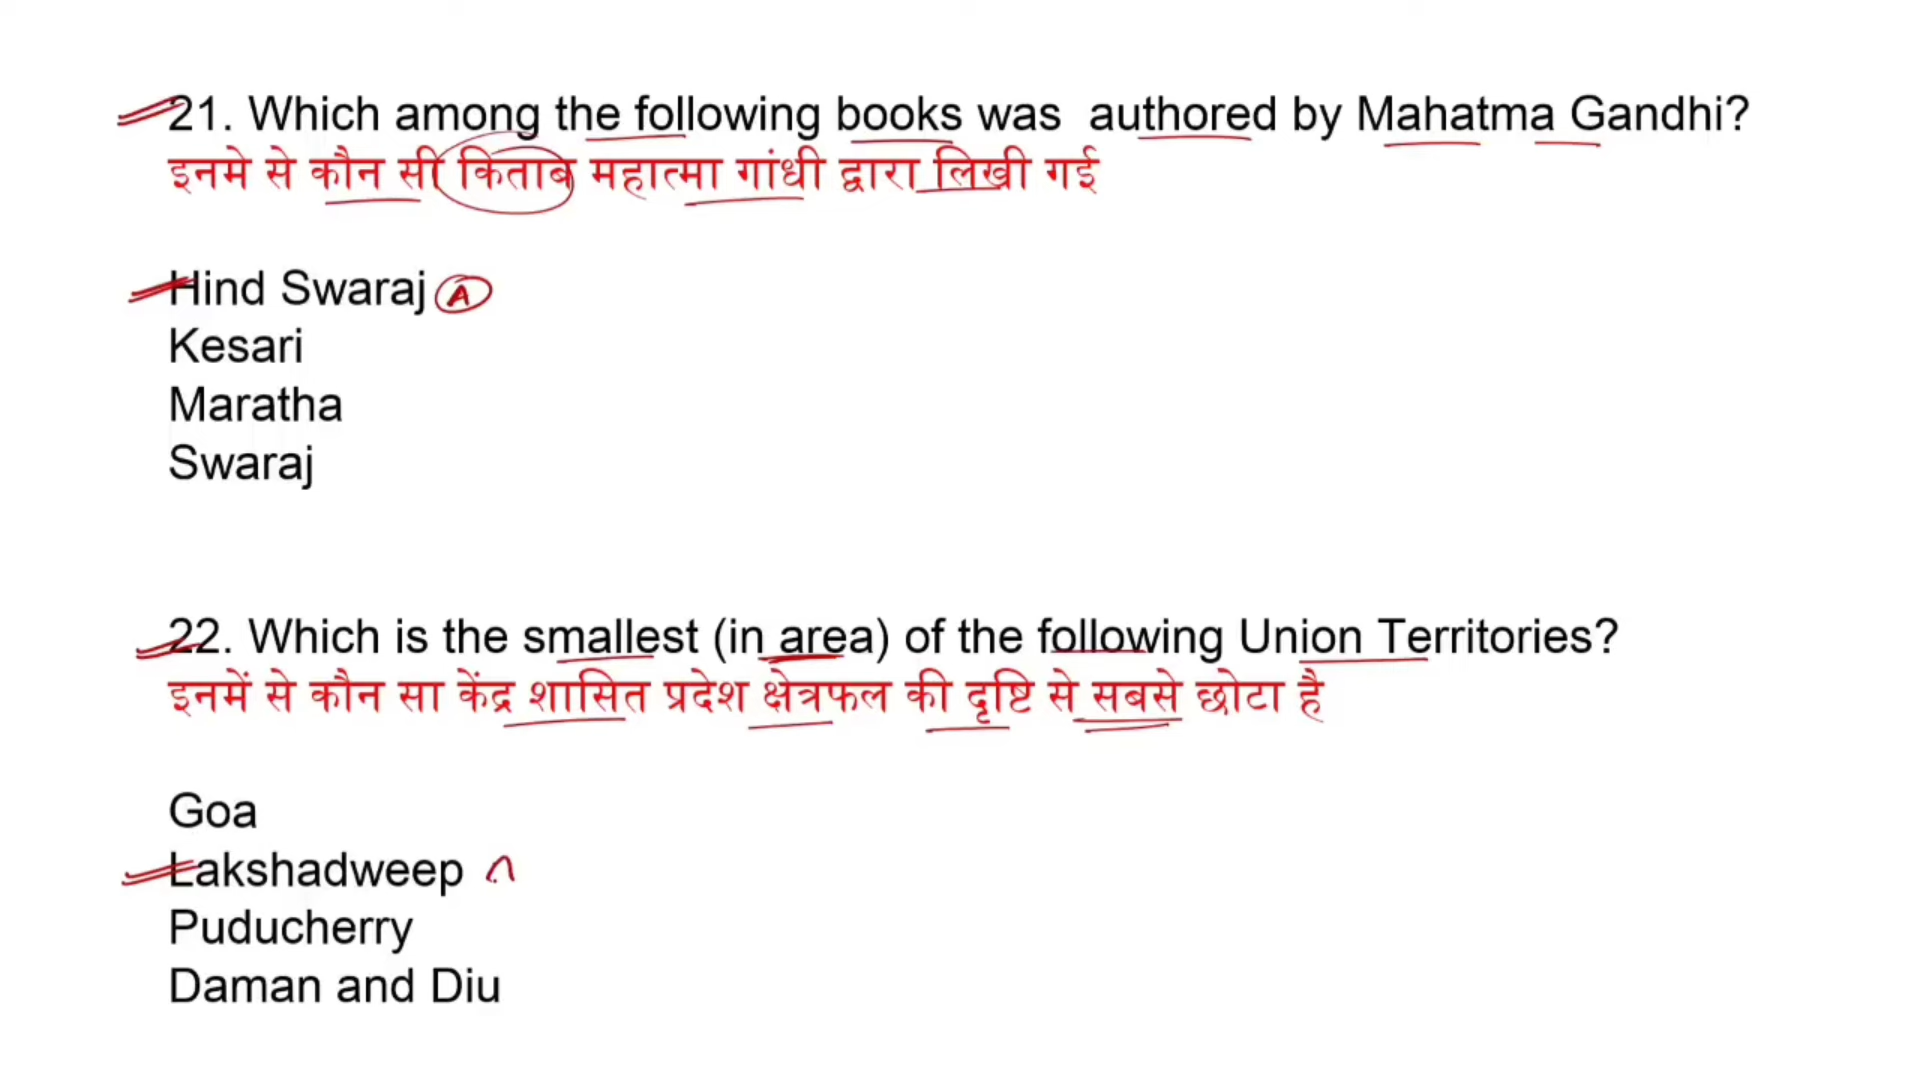 21. Which among the following books was authored by Mahatma Gandhi?
इनमे से कौन सी किताब महात्मा गांधी द्वारा लिखी गई
Hind Swaraj A
Kesari
Maratha
Swaraj
22. Which is the smallest (in area) of the following Union Territories?
इनमें से कौन सा केंद्र शासित प्रदेश क्षेत्रफल की दृष्टि से सबसे छोटा है
Goa
Lakshadweep
Puducherry
Daman and Diu